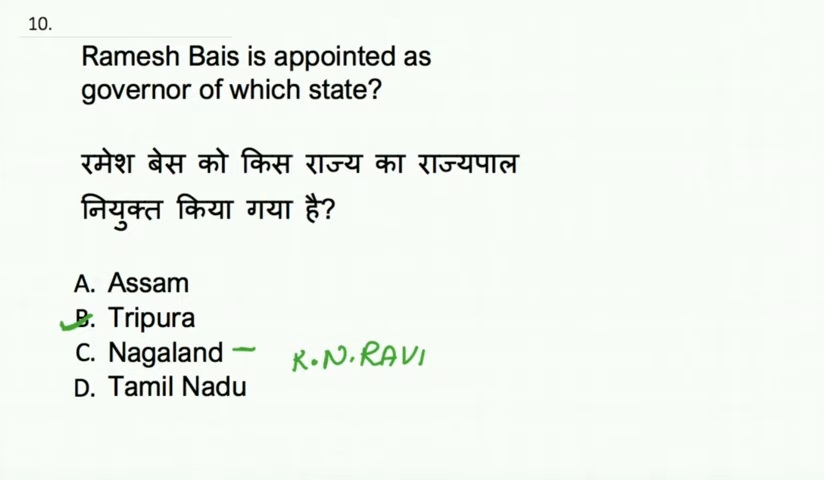 10.
Ramesh Bais is appointed as
governor of which state?
रमेश बेस को किस राज्य का राज्यपाल
नियुक्त किया गया है?
A. Assam
B. Tripura
C. Nagaland – K.N.RAVI
D. Tamil Nadu